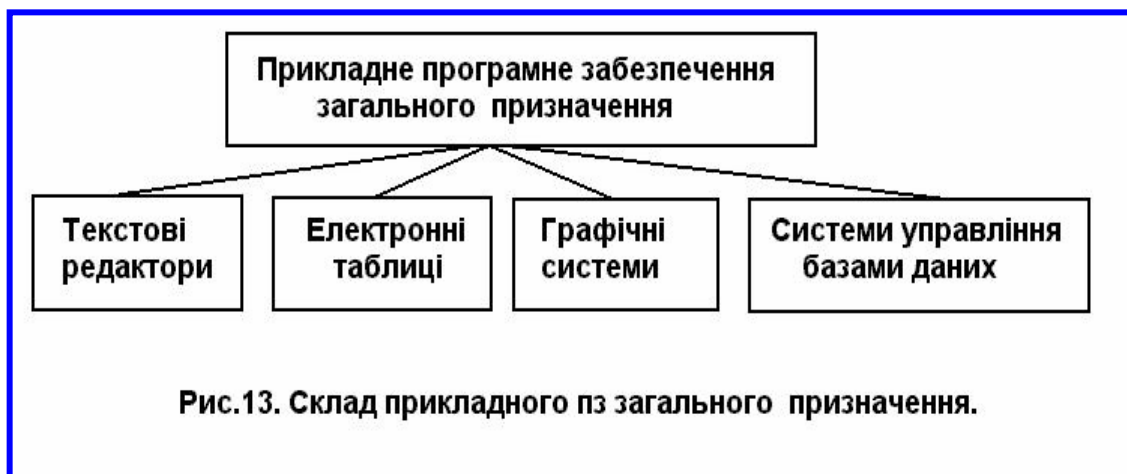 Прикладне програмне забезпечення
загального призначення
Текстові
редактори
Електронні
таблиці
Графічні
системи
Системи управління
базами даних
Рис.13. Склад прикладного пз загального призначення.